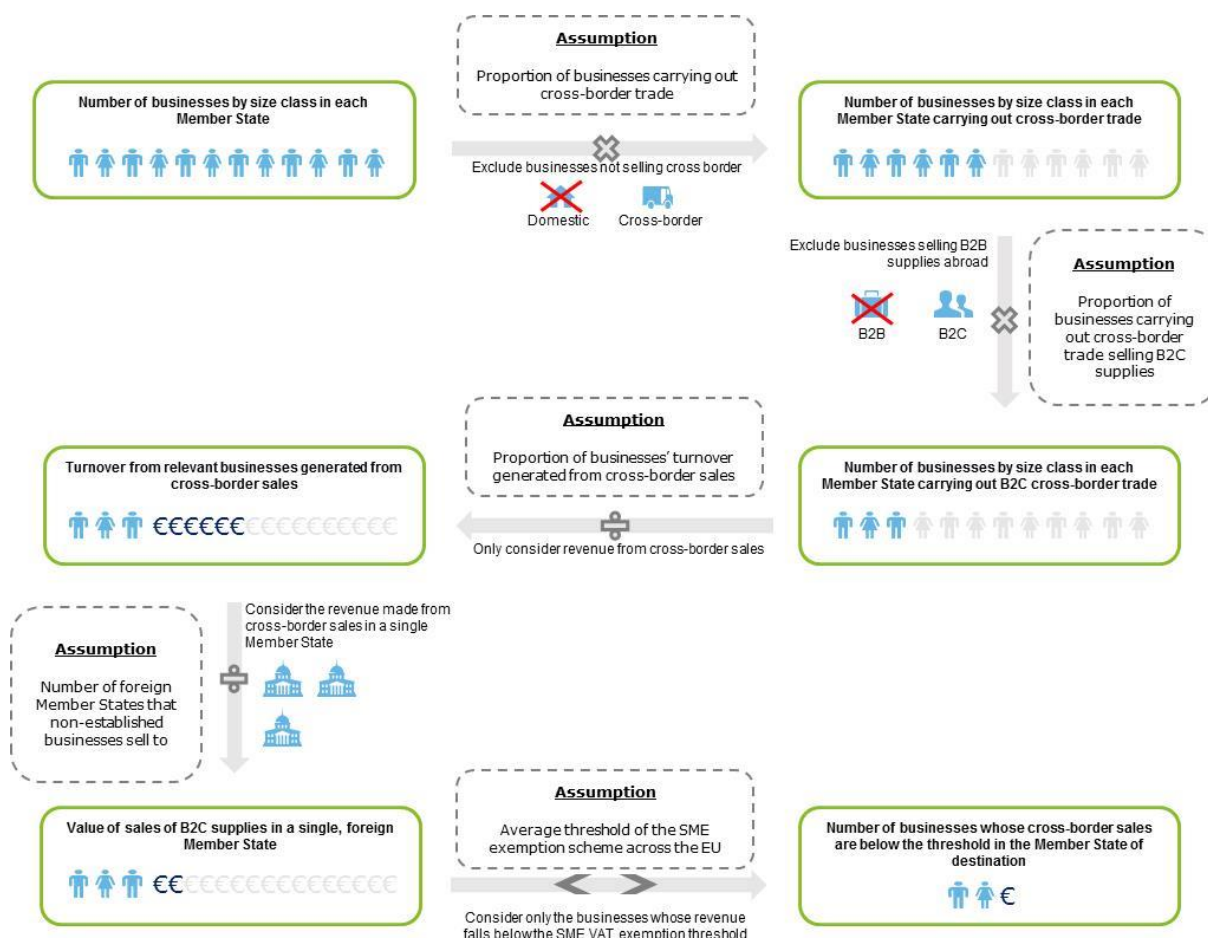 Assumption
Proportion of businesses carrying out
cross-border trade
Number of businesses by size class in each
Member State
Exclude businesses not selling cross border
Domestic
Cross-border
Number of businesses by size class in each
Member State carrying out cross-border trade
Exclude businesses selling B2B
supplies abroad
B2B
B2C
Assumption
Proportion of
businesses carrying
out cross-border
trade selling B2C
supplies
Number of businesses by size class in each
Member State carrying out B2C cross-border trade
Assumption
Proportion of businesses' turnover
generated from cross-border sales
Only consider revenue from cross-border sales
Turnover from relevant businesses generated from
cross-border sales
€€€€€€€€€€€€€€€€
Consider the revenue made from
cross-border sales in a single
Member State
Assumption
Number of foreign
Member States that
non-established
businesses sell to
Value of sales of B2C supplies in a single, foreign
Member State
€€€€€€€€€€€€€€€€
Assumption
Average threshold of the SME
exemption scheme across the EU
Consider only the businesses whose revenue
falls below the SME VAT exemption threshold
Number of businesses whose cross-border sales
are below the threshold in the Member State of
destination
€